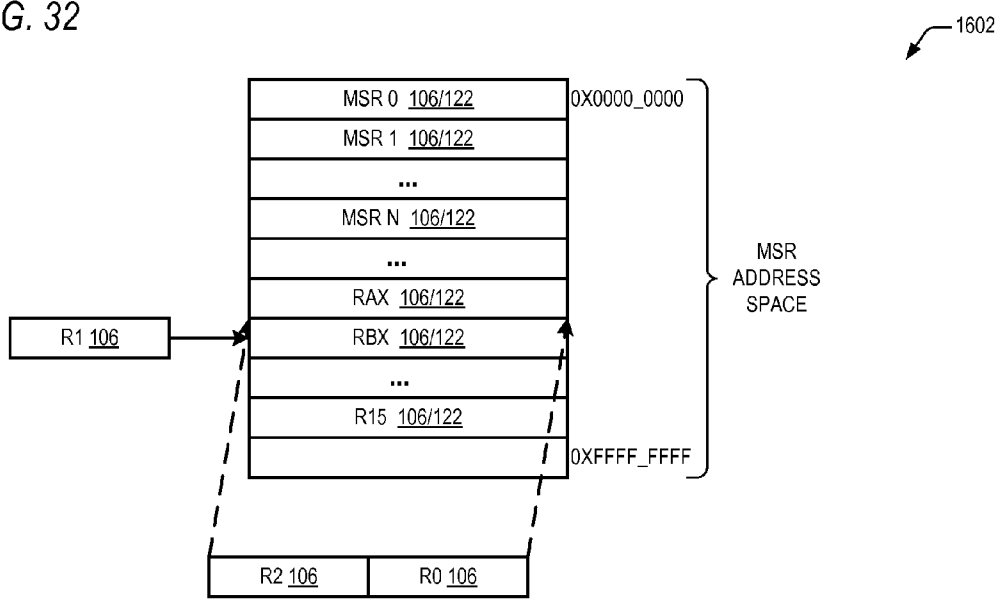 G. 32
1602
MSR 0 106/122 0X0000_0000
MSR 1 106/122
...
MSR N 106/122
...
RAX 106/122
MSR
ADDRESS
SPACE
R1 106
RBX 106/122
...
R15 106/122
0XFFFF_FFFF
R2 106 R0 106